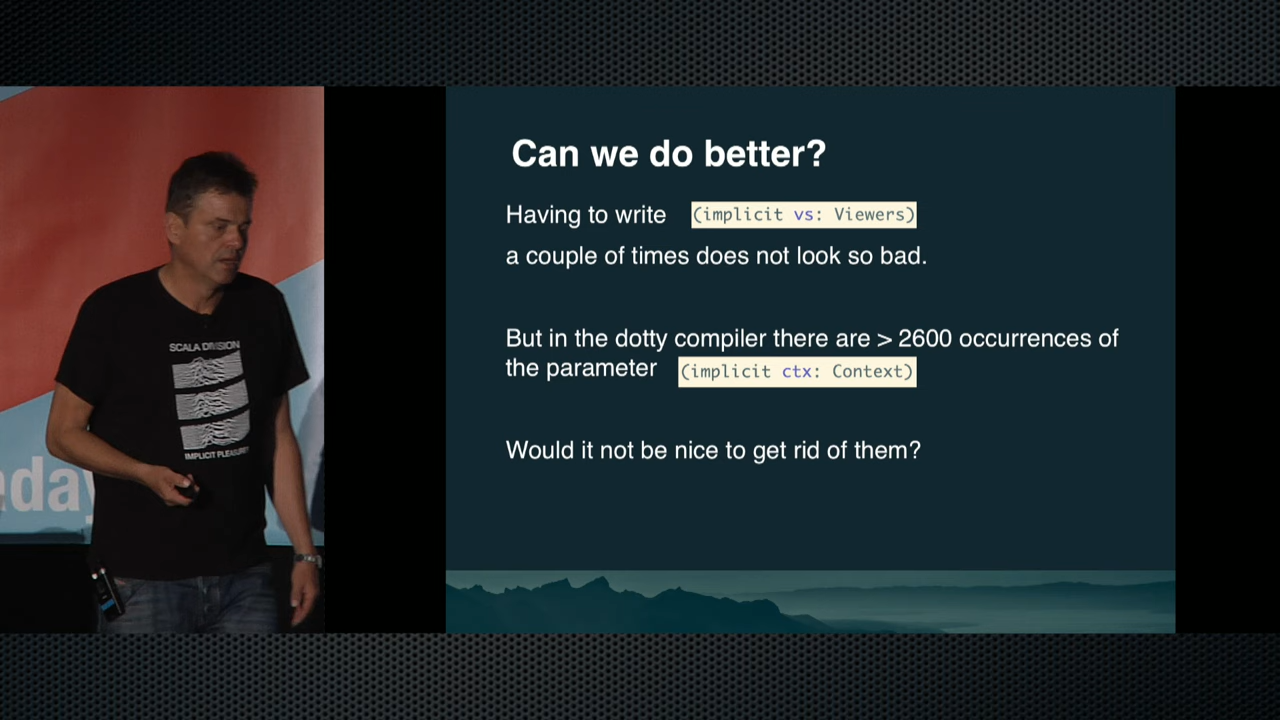 Can we do better?
Having to write (implicit vs: Viewers)
a couple of times does not look so bad.
But in the dotty compiler there are > 2600 occurrences of
the parameter (implicit ctx: Context)
Would it not be nice to get rid of them?
SCALA DIVISION
IMPLICIT PLEASURE